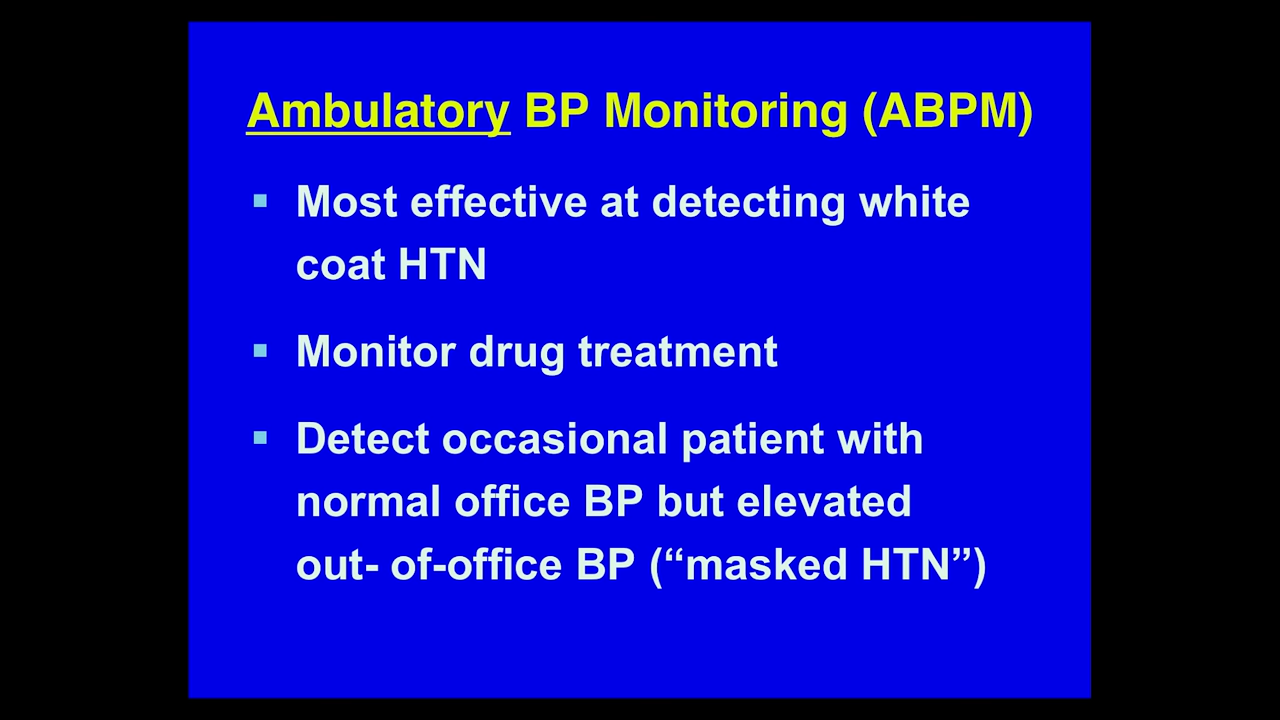 Ambulatory BP Monitoring (ABPM)
▪ Most effective at detecting white
coat HTN
▪ Monitor drug treatment
▪ Detect occasional patient with
normal office BP but elevated
out- of-office BP (“masked HTN”)